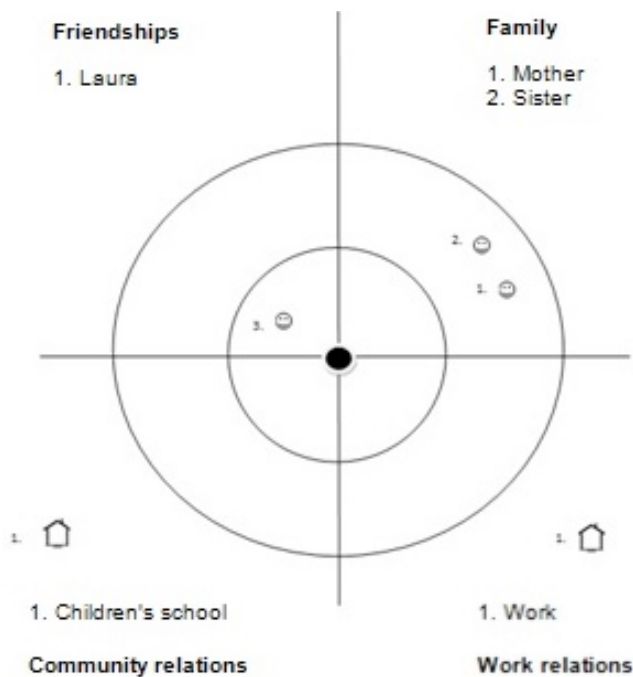 Friendships
1. Laura
Family
1. Mother
2. Sister
2.
1.
3.
1.
1.
1. Children's school
1. Work
Community relations
Work relations